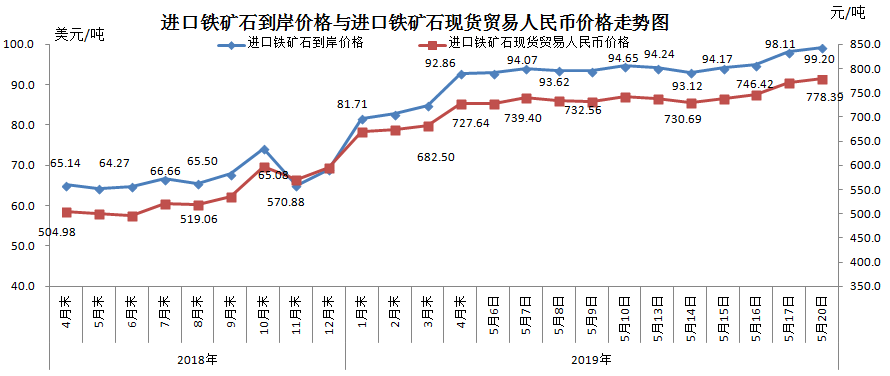 进口铁矿石到岸价格与进口铁矿石现货贸易人民币价格走势图
美元/吨
元/吨
进口铁矿石到岸价格
进口铁矿石现货贸易人民币价格
100.0
90.0
80.0
70.0
60.0
50.0
40.0
850.0
800.0
750.0
700.0
650.0
600.0
550.0
500.0
450.0
400.0
350.0
65.14
64.27
66.66
65.50
65.08
81.71
92.86
94.07
93.62
94.65
94.24
93.12
94.17
98.11
99.20
504.98
519.06
570.88
682.50
727.64
739.40
732.56
730.69
746.42
778.39
4月末
5月末
6月末
7月末
8月末
9月末
10月末
11月末
12月末
1月末
2月末
3月末
4月末
5月6日
5月7日
5月8日
5月9日
5月10日
5月13日
5月14日
5月15日
5月16日
5月17日
5月20日
2018年
2019年